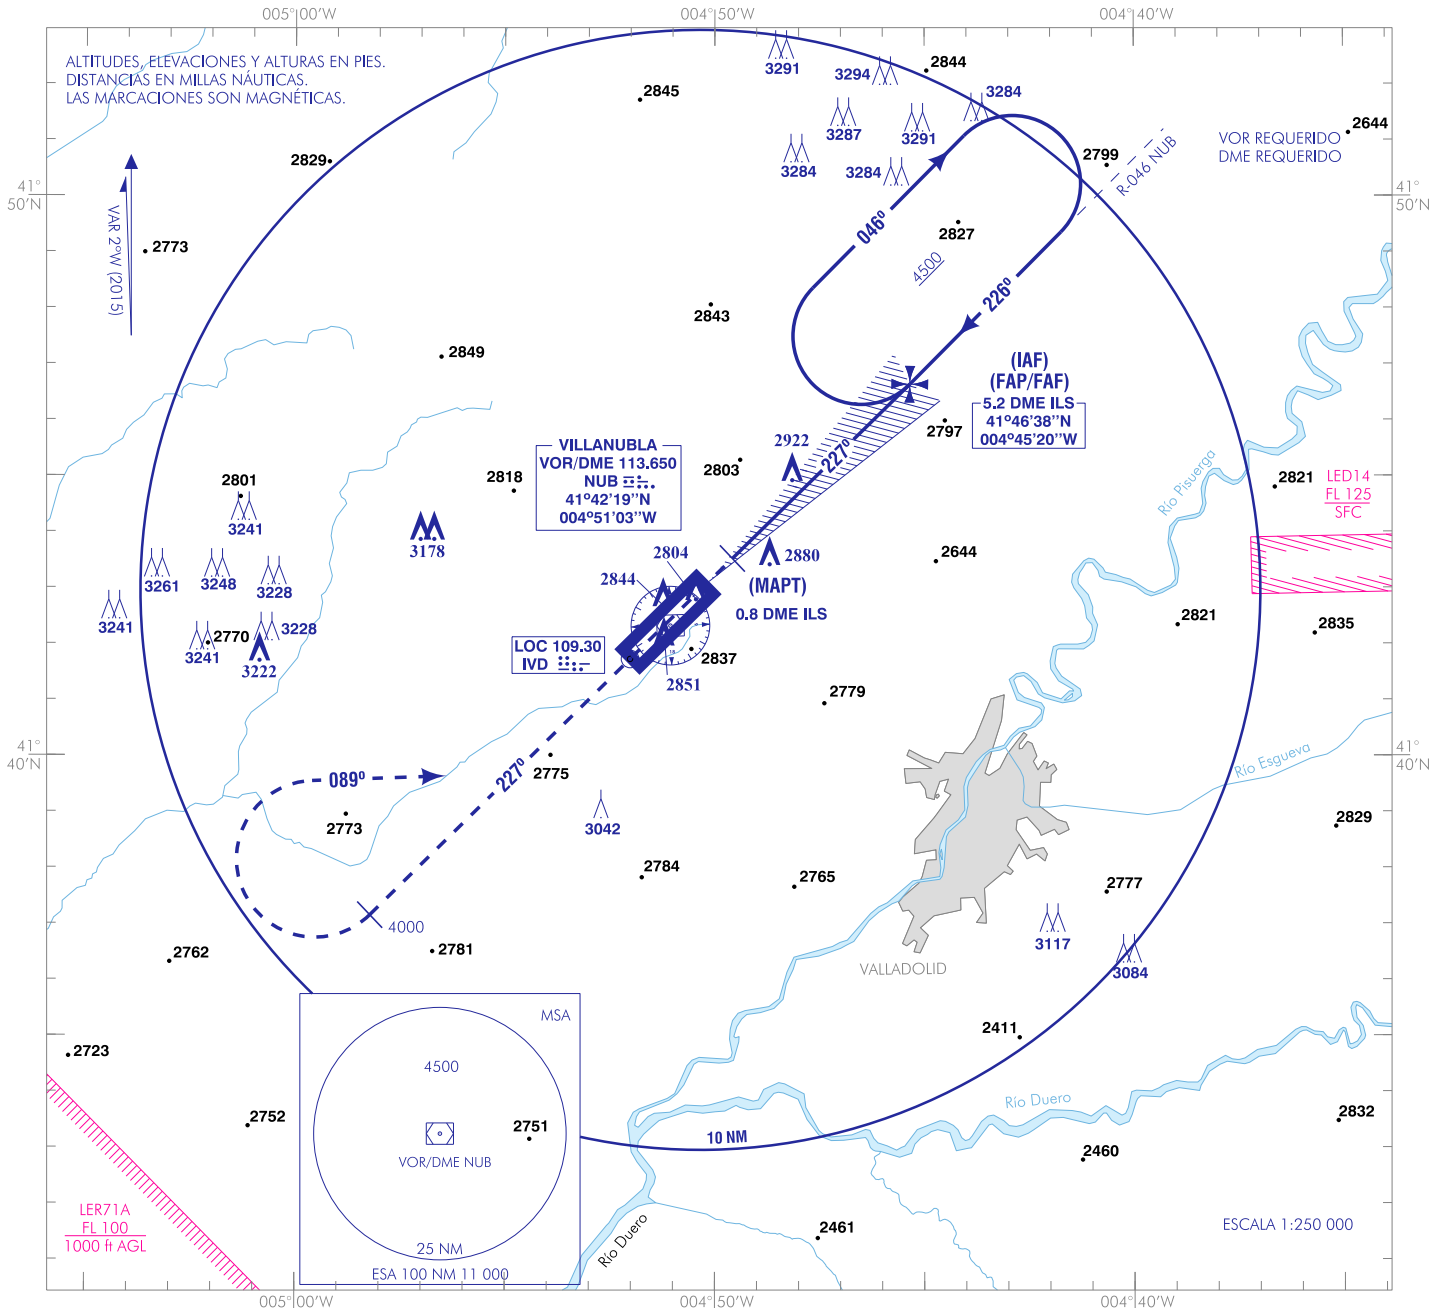 005°00'W
004°50'W
004°40'W
ALTITUDES, ELEVACIONES Y ALTURAS EN PIES.
DISTANCIAS EN MILLAS NÁUTICAS.
LAS MARCACIONES SON MAGNÉTICAS.
3291
3294
2844
2845
3284
3287
3291
2644
VOR REQUERIDO
DME REQUERIDO
2829
3284
3284
2799
R-046 NUB
41°
50'N
41°
50'N
VAR 2°W (2015)
2773
046°
2827
4500
226°
2843
2849
(IAF)
(FAP/FAF)
5.2 DME ILS
41°46'38"N
004°45'20"W
2797
2922
227°
VILLANUBLA
VOR/DME 113.650
NUB
41°42'19"N
004°51'03"W
2818
2803
2801
3241
3178
Río Pisuerga
2821
LED14
FL 125
SFC
2804
2880
2644
3261
3248
3228
2844
(MAPT)
0.8 DME ILS
3241
3228
2821
2835
2770
3241
3222
LOC 109.30
IVD
2837
2851
2779
41°
40'N
41°
40'N
2775
089°
227°
Río Esgueva
2773
3042
2829
2784
2765
2777
4000
3117
2762
2781
VALLADOLID
3084
MSA
2411
2723
4500
Río Duero
2752
2751
2832
10 NM
VOR/DME NUB
2460
LER71A
FL 100
1000 ft AGL
Río Duero
2461
ESCALA 1:250 000
25 NM
ESA 100 NM 11 000
005°00'W
004°50'W
004°40'W